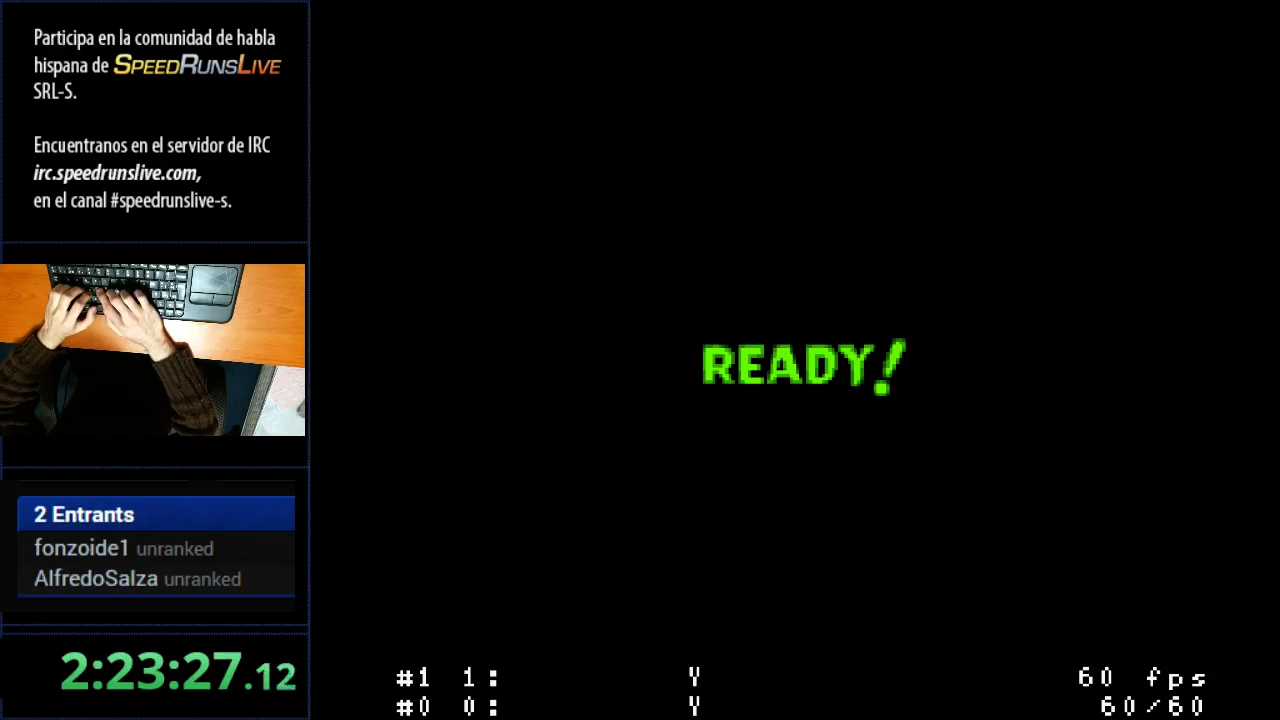 Participa en la comunidad de habla
hispana de SPEEDRUNSLIVE
SRL-S.
Encuentranos en el servidor de IRC
irc.speedrunslive.com,
en el canal #speedrunslive-s.
READY!
2 Entrants
fonzoide1 unranked
AlfredoSalza unranked
2:23:27.12
#1 1: Y 60 fps
#0 0: Y 60/60